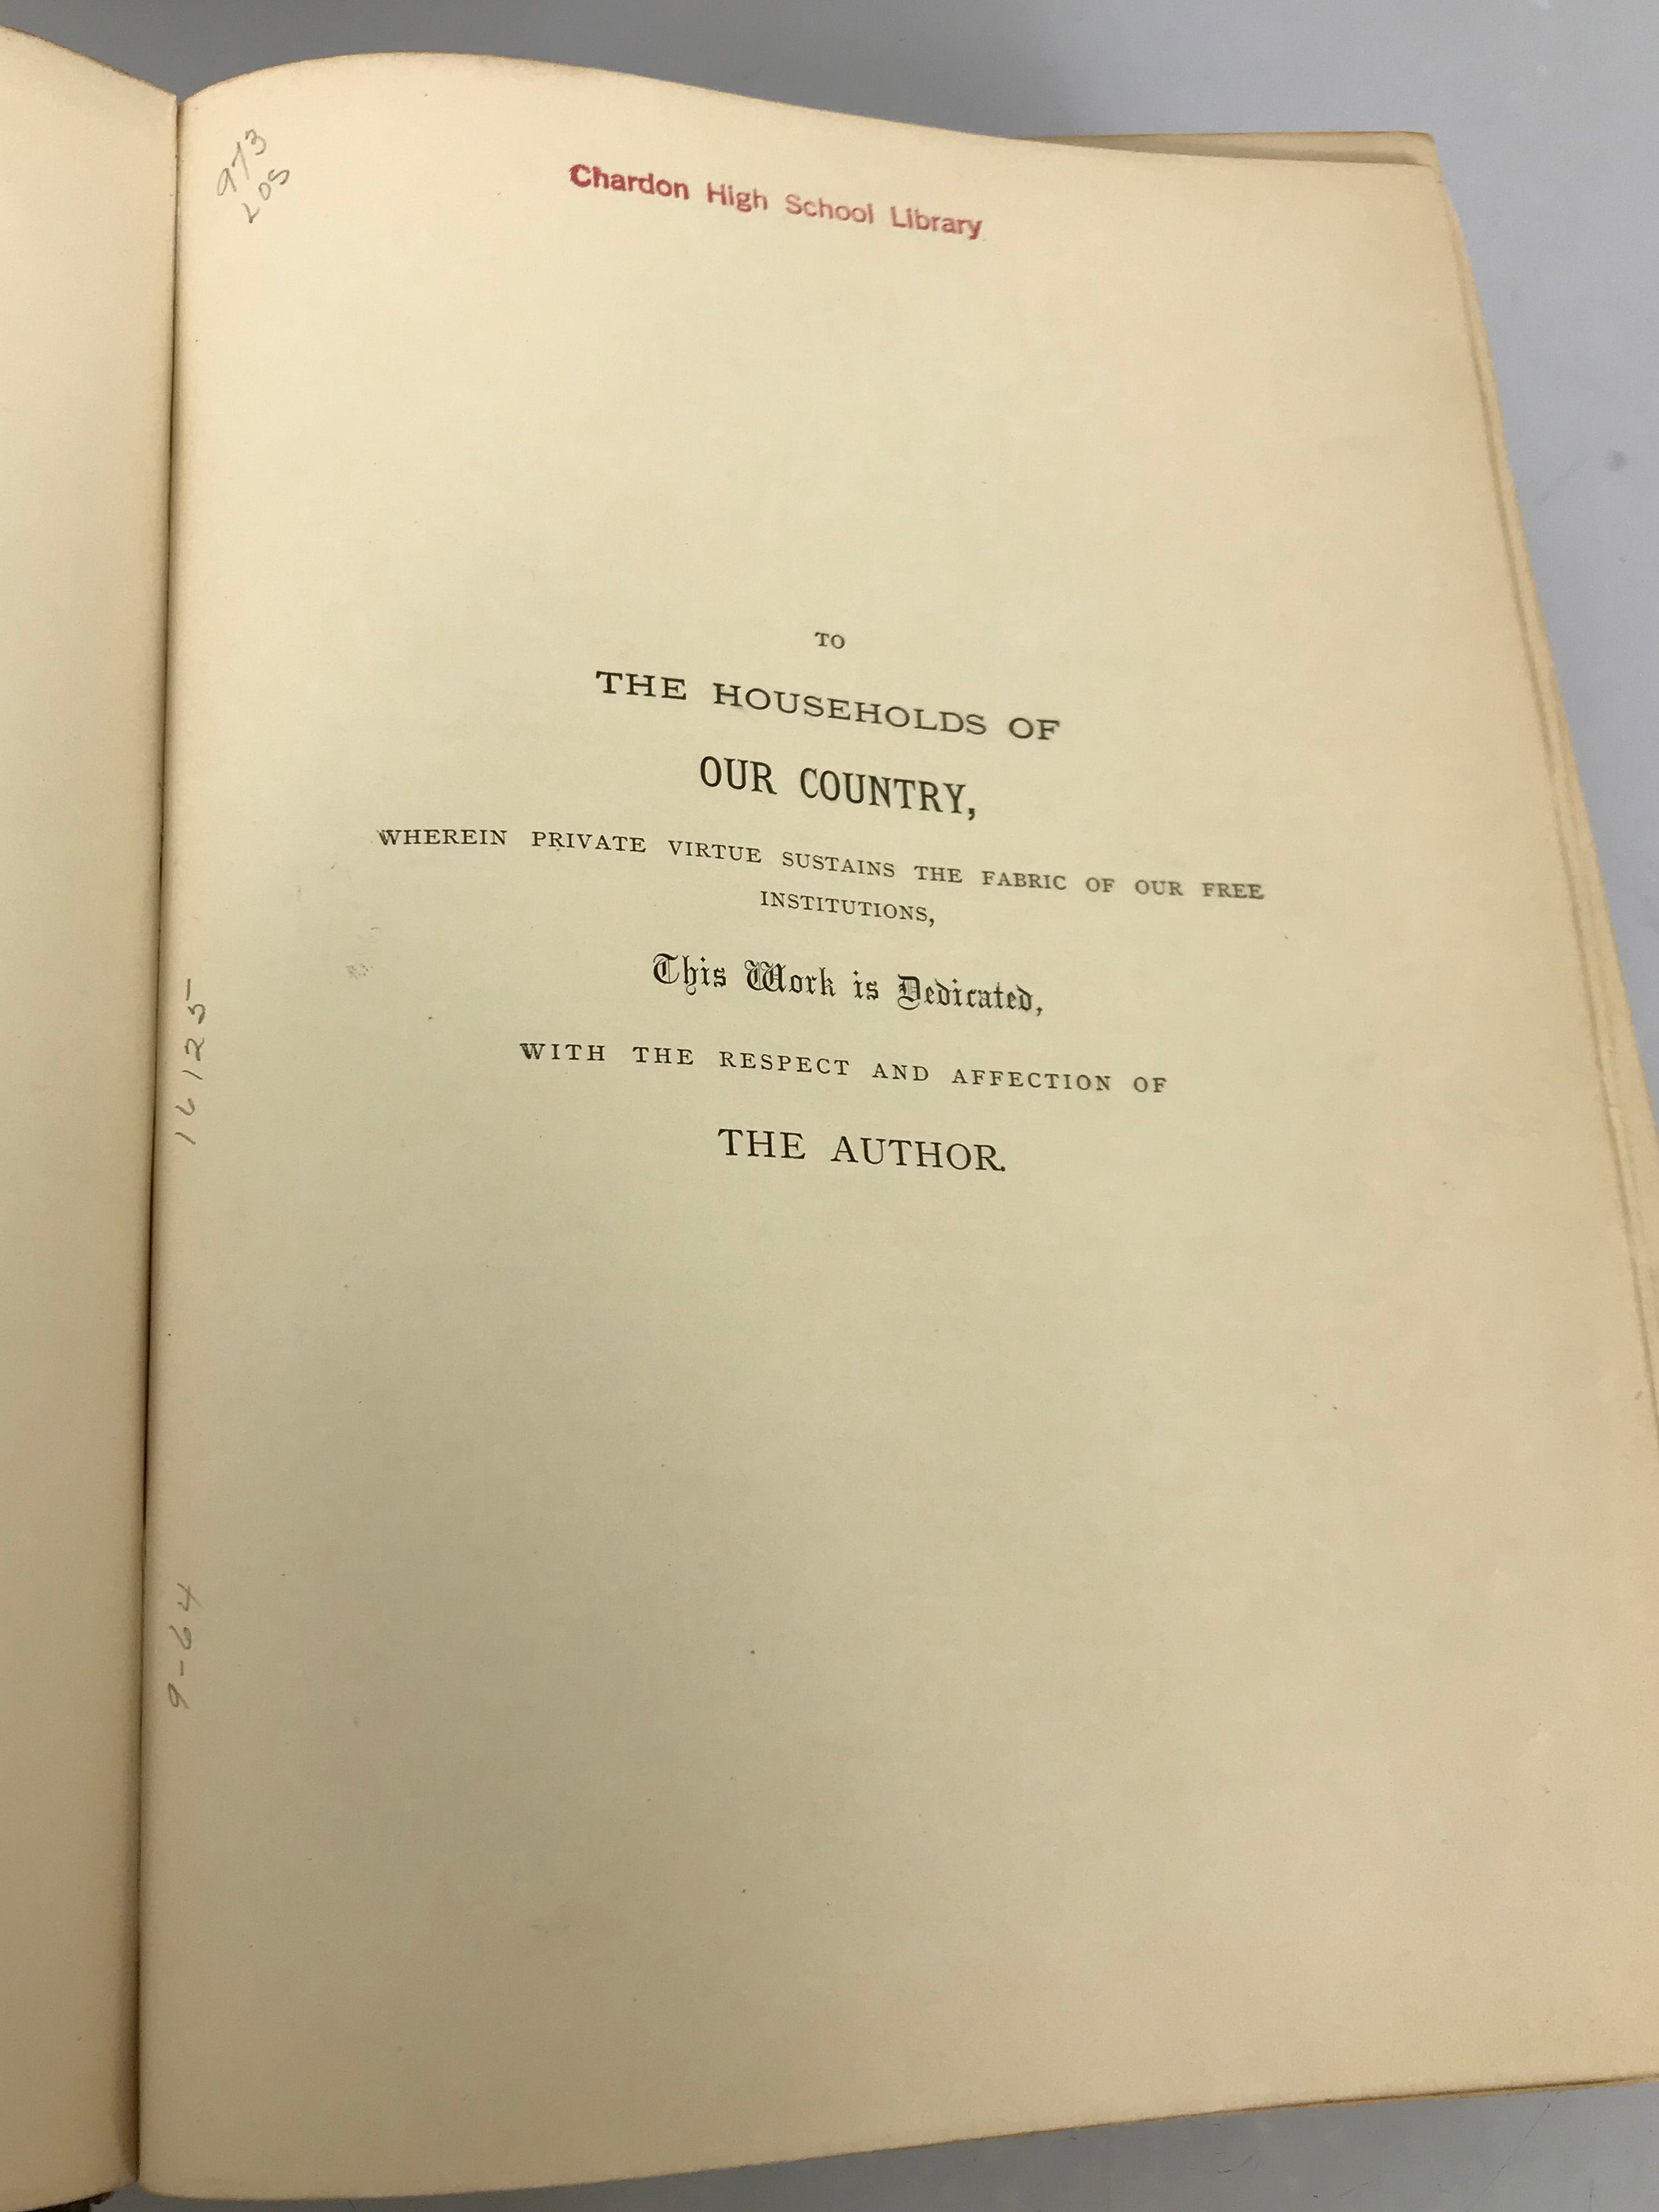 973
LOS
Chardon High School Library
TO
THE HOUSEHOLDS OF
OUR COUNTRY,
WHEREIN PRIVATE VIRTUE SUSTAINS THE FABRIC OF OUR FREE
INSTITUTIONS,
This Work is Dedicated,
WITH THE RESPECT AND AFFECTION OF
THE AUTHOR.
16125
9-64